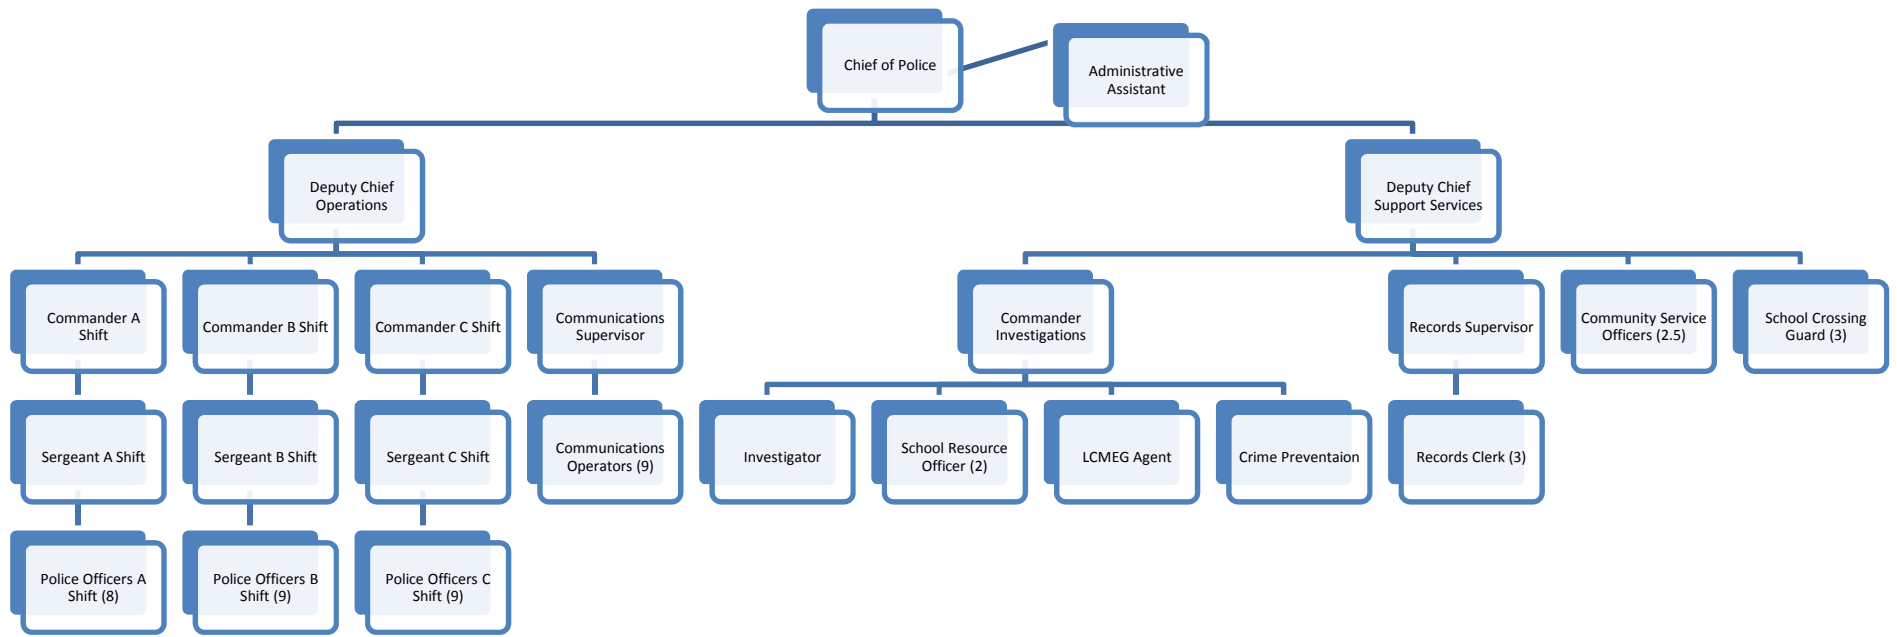 Chief of Police
Administrative
Assistant
Deputy Chief
Operations
Deputy Chief
Support Services
Commander A
Shift
Commander B Shift
Commander C Shift
Communications
Supervisor
Commander
Investigations
Records Supervisor
Community Service
Officers (2.5)
School Crossing
Guard (3)
Sergeant A Shift
Sergeant B Shift
Sergeant C Shift
Communications
Operators (9)
Investigator
School Resource
Officer (2)
LCMEG Agent
Crime Preventaion
Records Clerk (3)
Police Officers A
Shift (8)
Police Officers B
Shift (9)
Police Officers C
Shift (9)